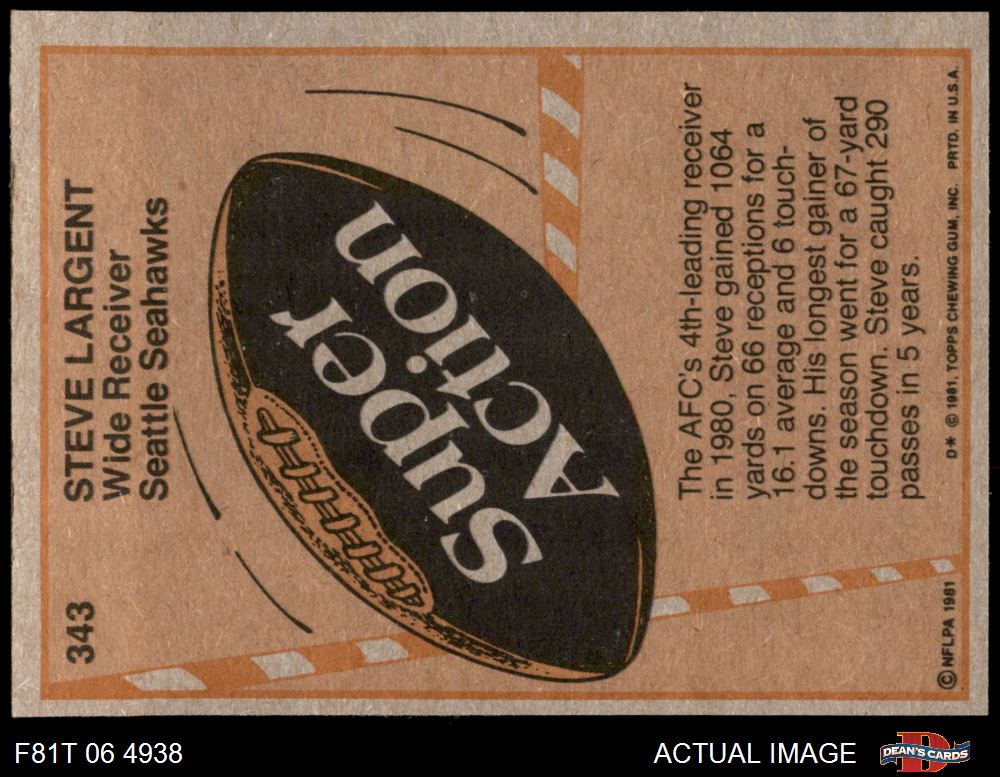 343
STEVE LARGENT
Wide Receiver
Seattle Seahawks
Super
Action
The AFC's 4th-leading receiver
in 1980, Steve gained 1064
yards on 66 receptions for a
16.1 average and 6 touch-
downs. His longest gainer of
the season went for a 67-yard
touchdown. Steve caught 290
passes in 5 years.
© NFLPA 1981
D** © 1981, TOPPS CHEWING GUM, INC. PRTD. IN U.S.A.
F81T 06 4938
ACTUAL IMAGE
DEAN'S CARDS